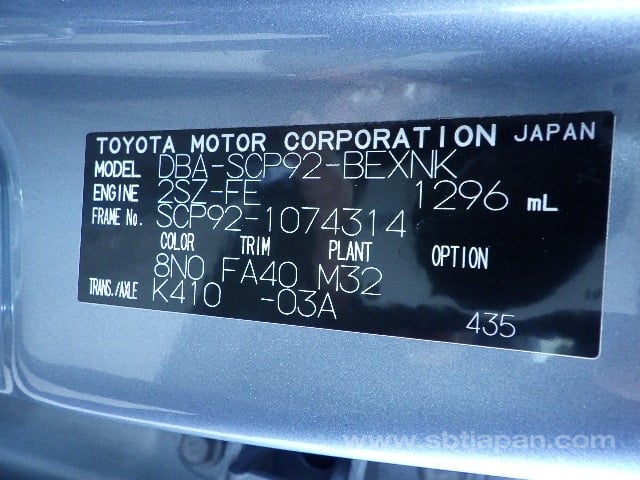 TOYOTA MOTOR CORPORATION JAPAN
MODEL DBA-SCP92-BEXNK
ENGINE 2SZ-FE 1296 mL
FRAME No. SCP92-1074314
COLOR TRIM PLANT OPTION
8N0 FA40 M32
TRANS./AXLE K410 -03A
435
www.sbtjapan.com